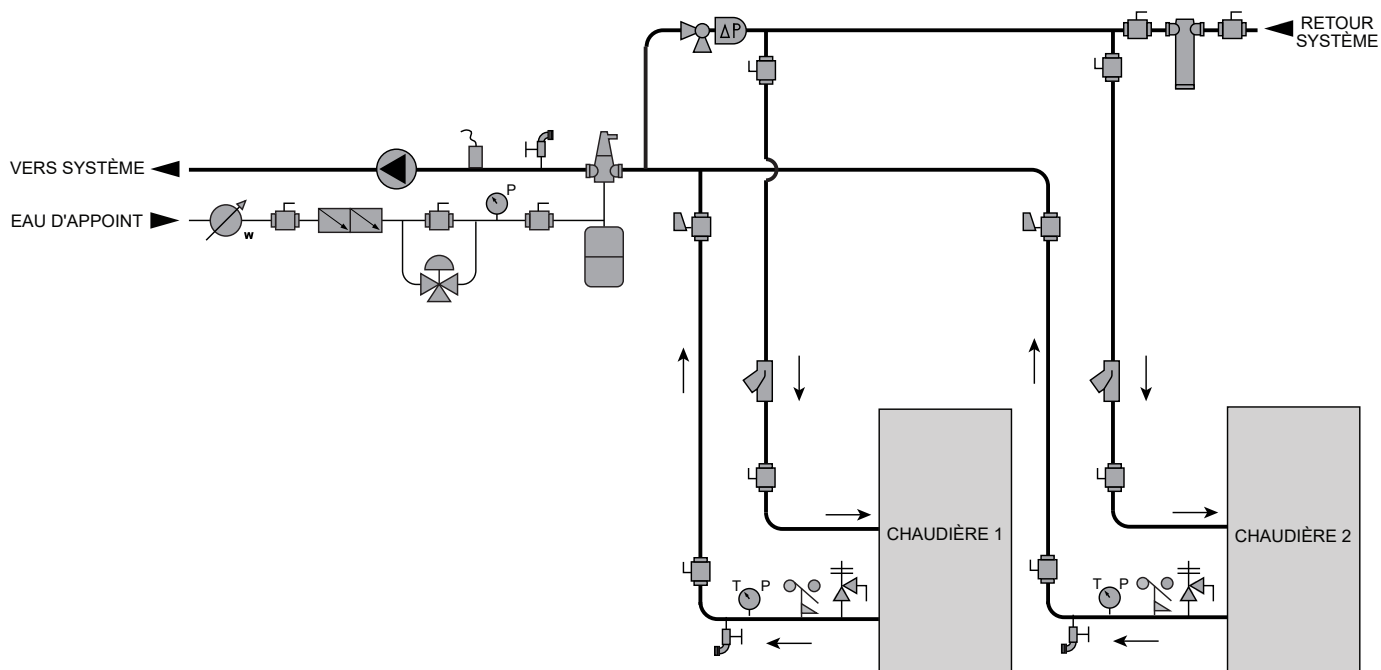 ΔP
RETOUR
SYSTÈME
VERS SYSTÈME
P
EAU D'APPOINT
w
CHAUDIÈRE 1
CHAUDIÈRE 2
T P
T P